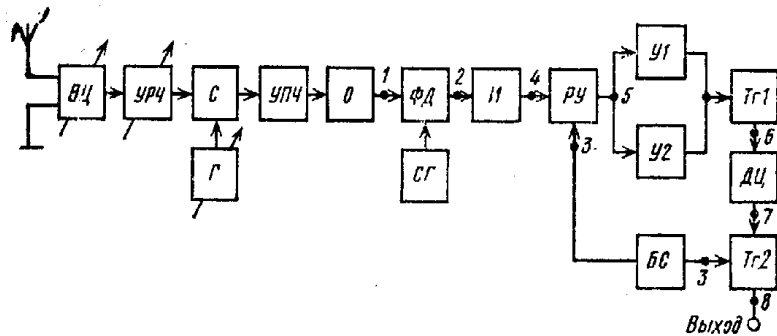 У1
1
2
4
ВЦ
УРЧ
С
УПЧ
О
ФД
И
РУ
5
Тг1
3
6
Г
СГ
У2
ДЦ
7
БС
3
Тг2
8
Выход